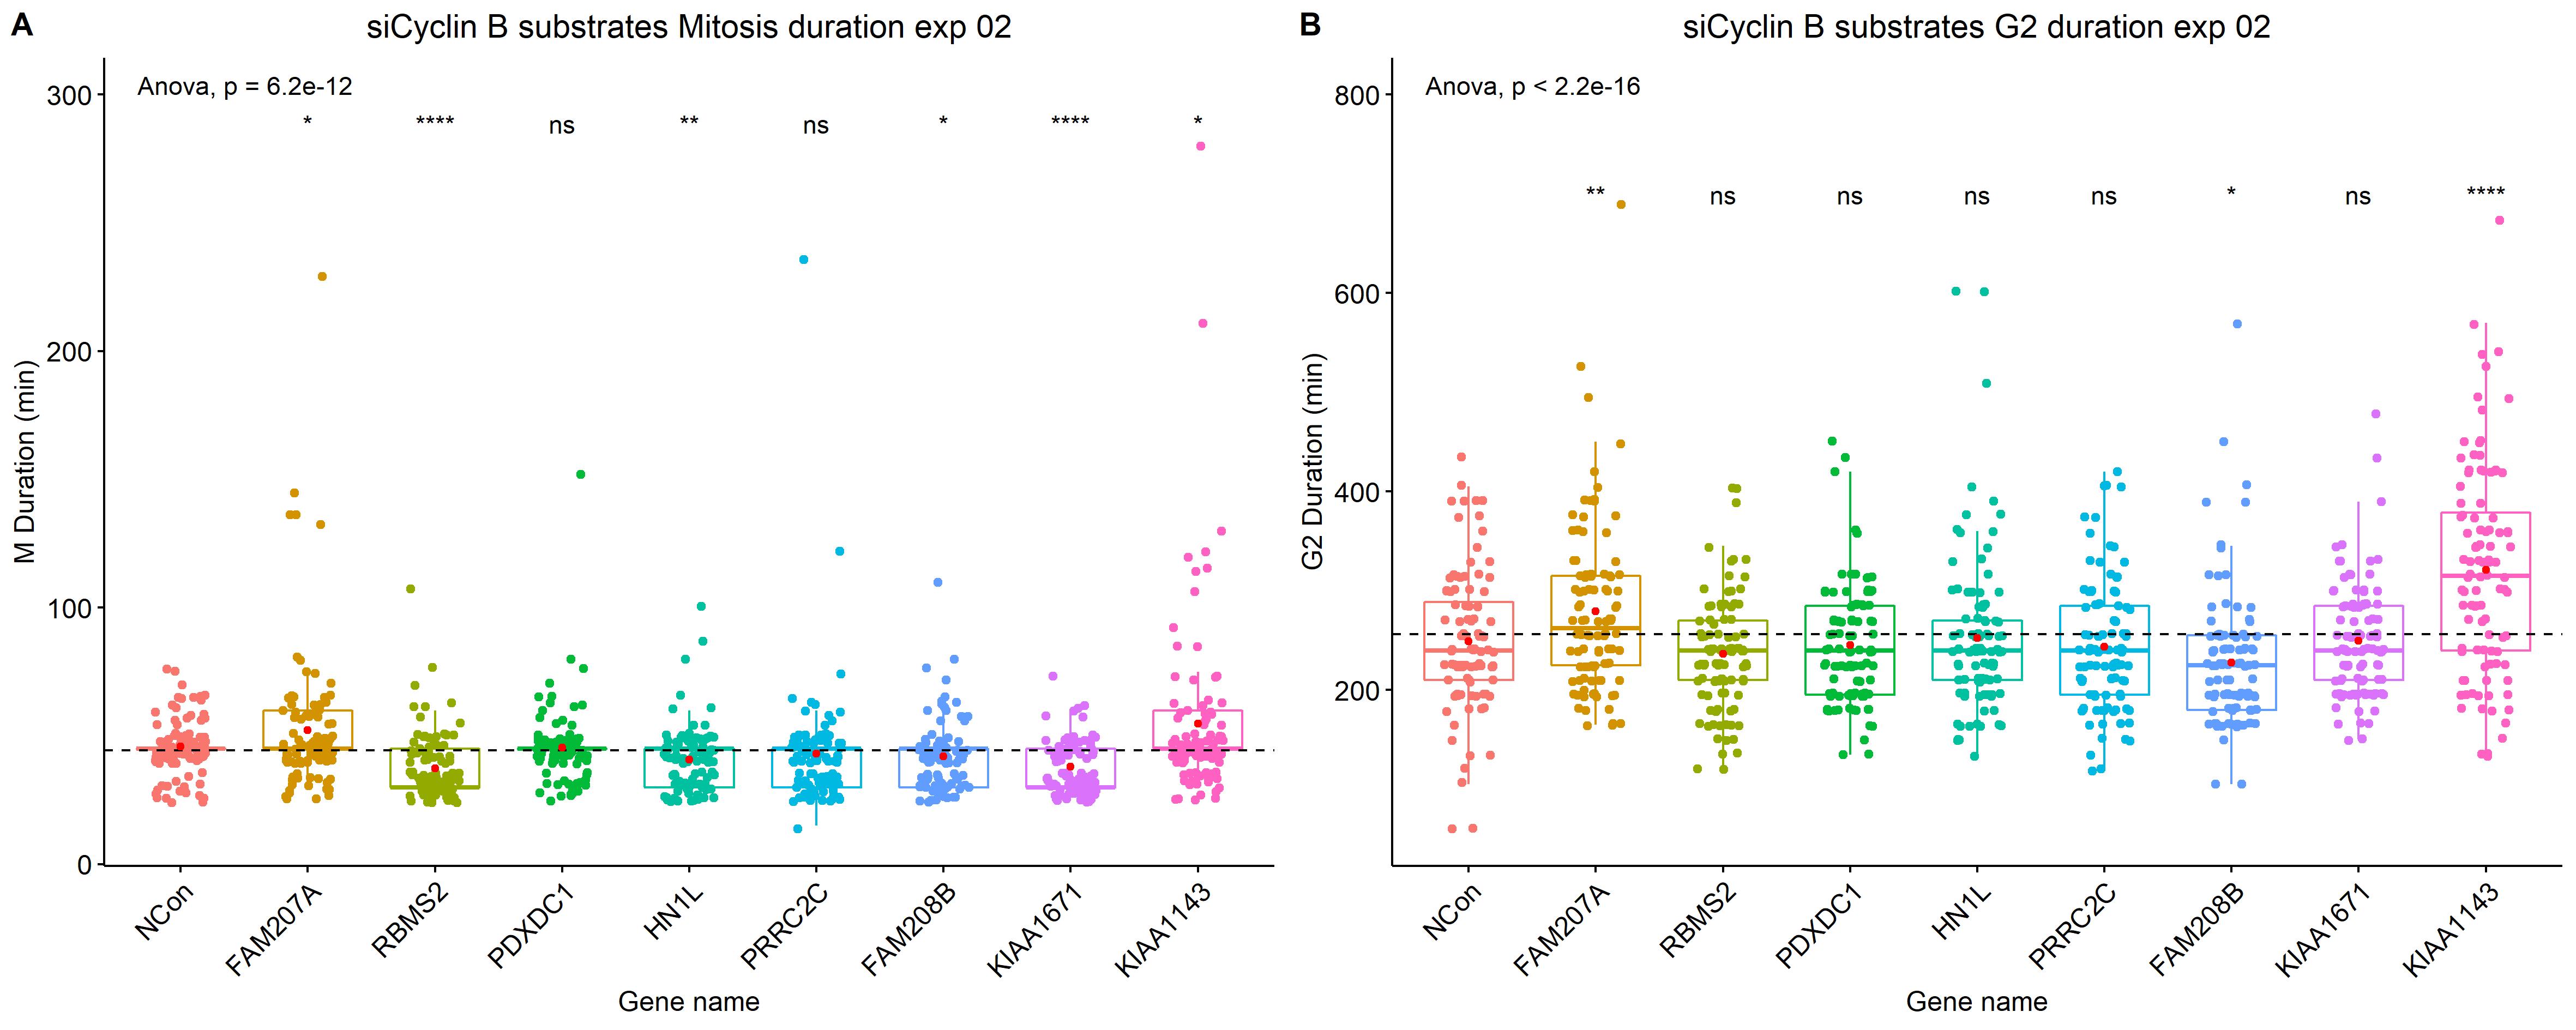 A
siCyclin B substrates Mitosis duration exp 02
Anova, p = 6.2e-12
* **** ns ** ns * **** *
300
200
100
0
M Duration (min)
NCon FAM207A RBMS2 PDXDC1 HN1L PRRC2C FAM208B KIAA1671 KIAA1143
Gene name
B
siCyclin B substrates G2 duration exp 02
Anova, p < 2.2e-16
** ns ns ns ns * ns ****
800
600
400
200
G2 Duration (min)
NCon FAM207A RBMS2 PDXDC1 HN1L PRRC2C FAM208B KIAA1671 KIAA1143
Gene name